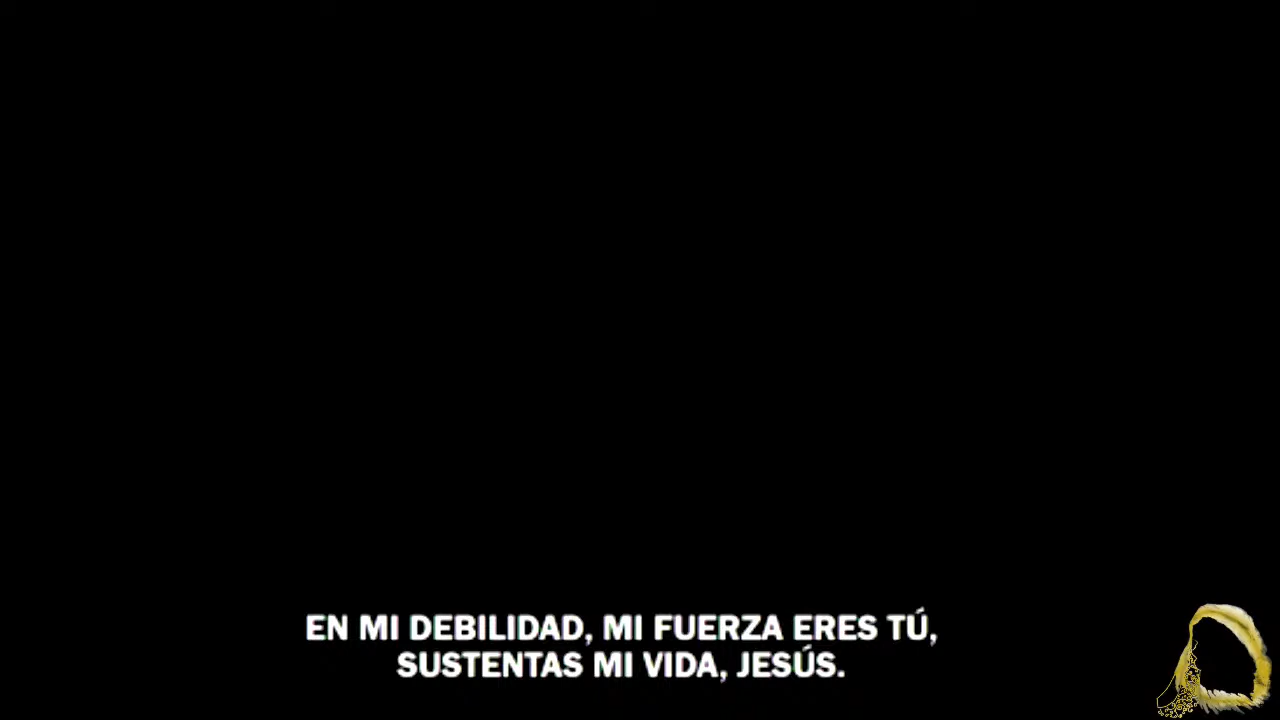 EN MI DEBILIDAD, MI FUERZA ERES TÚ,
SUSTENTAS MI VIDA, JESÚS.